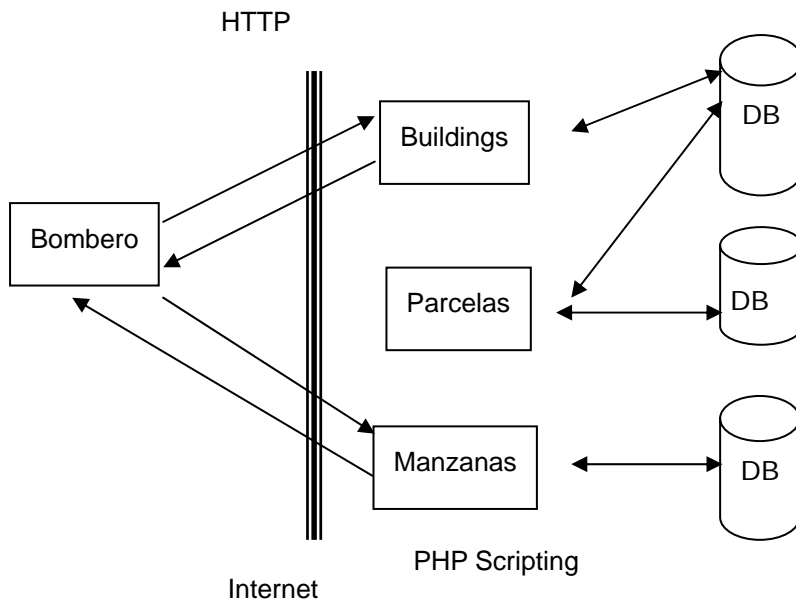 HTTP
Buildings
DB
Bombero
Parcelas
DB
Manzanas
DB
PHP Scripting
Internet